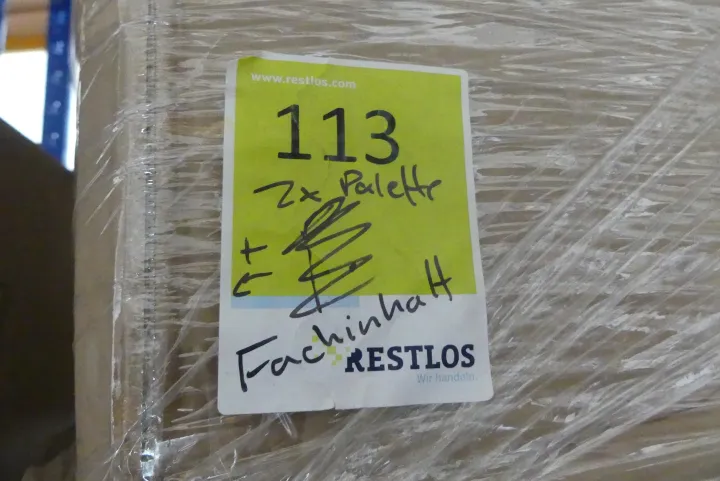 www.restlos.com
113
2x Palette
+
Fachinhalt
RESTLOS
Wir handeln.